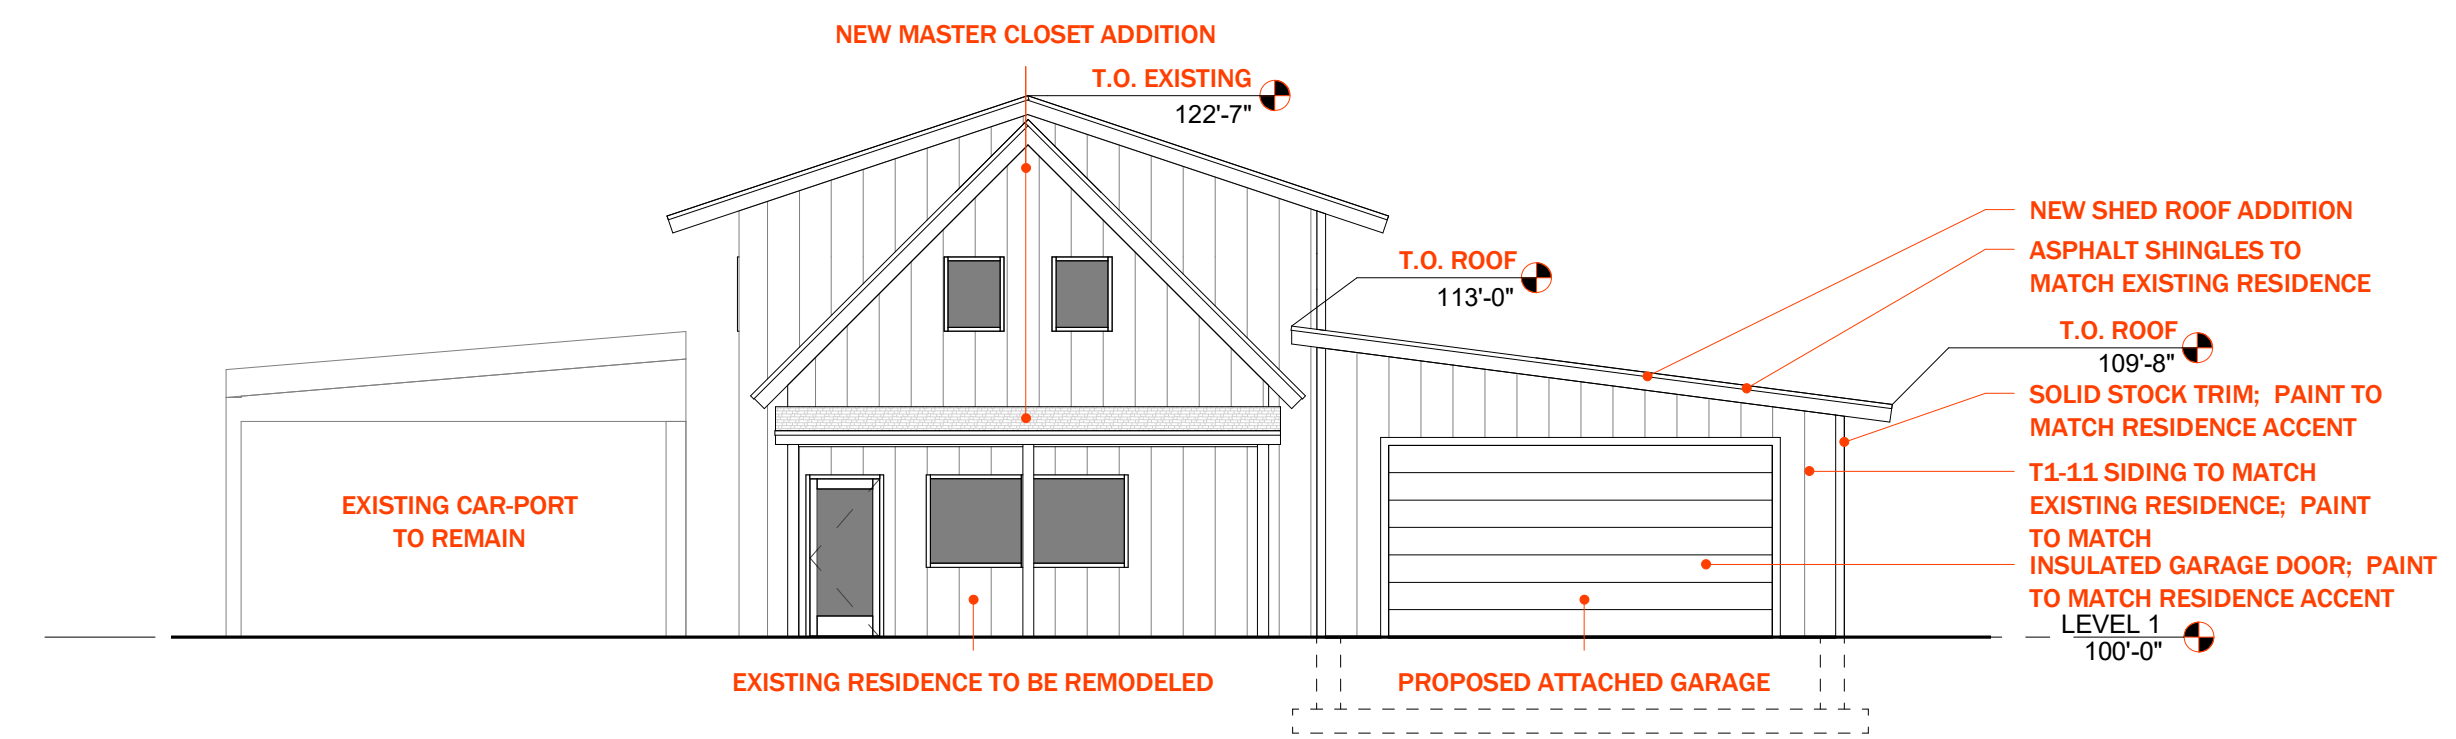 NEW MASTER CLOSET ADDITION
T.O. EXISTING
122'-7"
NEW SHED ROOF ADDITION
ASPHALT SHINGLES TO
MATCH EXISTING RESIDENCE
T.O. ROOF
113'-0"
T.O. ROOF
109'-8"
SOLID STOCK TRIM; PAINT TO
MATCH RESIDENCE ACCENT
T1-11 SIDING TO MATCH
EXISTING RESIDENCE; PAINT
TO MATCH
INSULATED GARAGE DOOR; PAINT
TO MATCH RESIDENCE ACCENT
LEVEL 1
100'-0"
EXISTING CAR-PORT
TO REMAIN
EXISTING RESIDENCE TO BE REMODELED
PROPOSED ATTACHED GARAGE